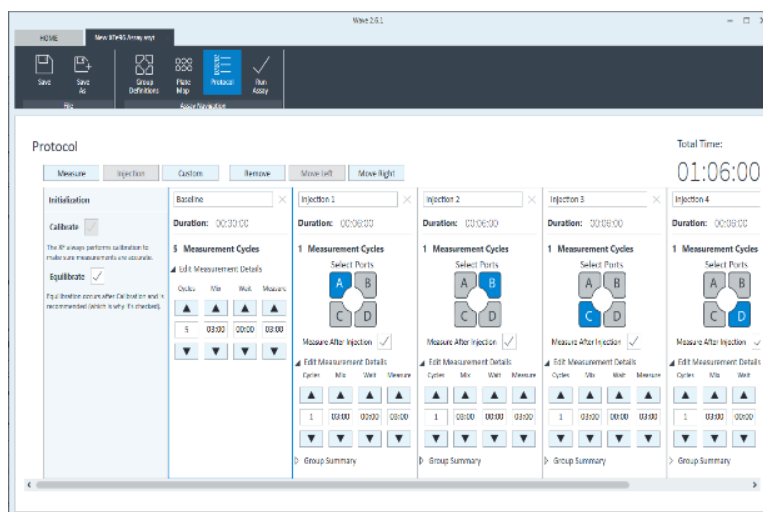 Wave 2.6.1
HOME
New XFe96 Assay.asyt
Save
Save As
Group Definitions
Plate Map
Protocol
Run Assay
File
Assay Navigation
Protocol
Total Time:
01:06:00
Measure
Injection
Custom
Remove
Move Left
Move Right
Initialization
Calibrate
The XF always performs calibration to
make sure measurements are accurate.
Equilibrate
Equilibration occurs after Calibration and is
recommended (which is why it's checked).
Baseline
Duration: 00:30:00
5 Measurement Cycles
Edit Measurement Details
Cycles Mix Wait Measure
5 03:00 00:00 03:00
Injection 1
Duration: 00:06:00
1 Measurement Cycles
Select Ports
A B
C D
Measure After Injection
Edit Measurement Details
Cycles Mix Wait Measure
1 03:00 00:00 03:00
Group Summary
Injection 2
Duration: 00:06:00
1 Measurement Cycles
Select Ports
A B
C D
Measure After Injection
Edit Measurement Details
Cycles Mix Wait Measure
1 03:00 00:00 03:00
Group Summary
Injection 3
Duration: 00:06:00
1 Measurement Cycles
Select Ports
A B
C D
Measure After Injection
Edit Measurement Details
Cycles Mix Wait Measure
1 03:00 00:00 03:00
Group Summary
Injection 4
Duration: 00:06:00
1 Measurement Cycles
Select Ports
A B
C D
Measure After Injection
Edit Measurement Details
Cycles Mix Wait
1 03:00 00:00
Group Summary